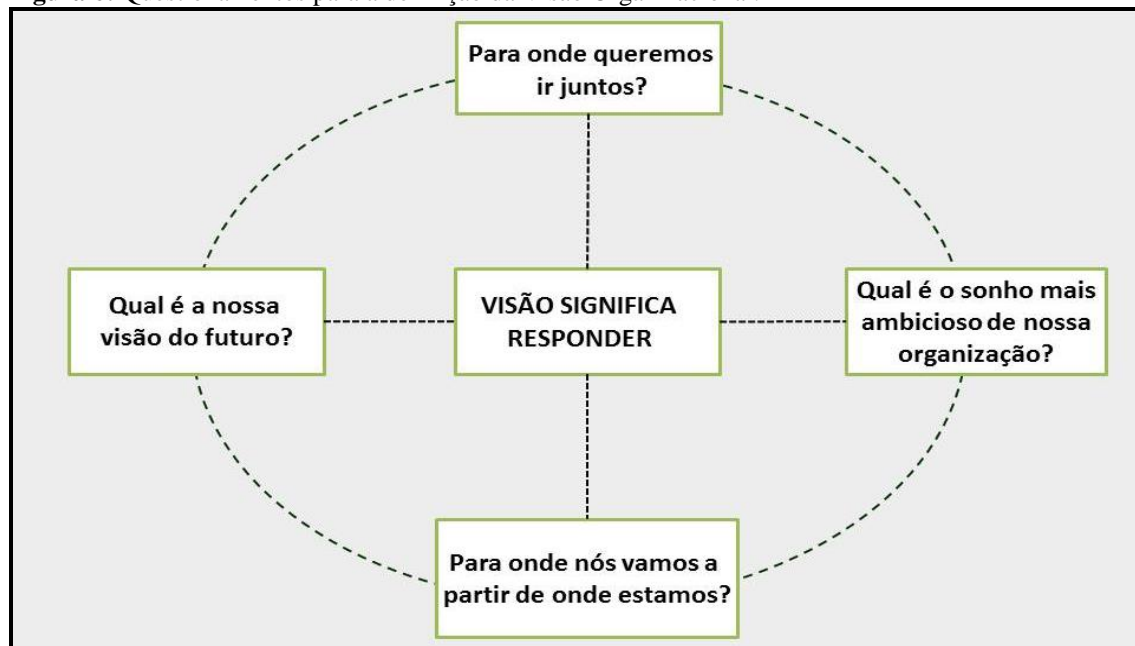 Para onde queremos
ir juntos?
Qual é a nossa
visão do futuro?
VISÃO SIGNIFICA
RESPONDER
Qual é o sonho mais
ambicioso de nossa
organização?
Para onde nós vamos a
partir de onde estamos?